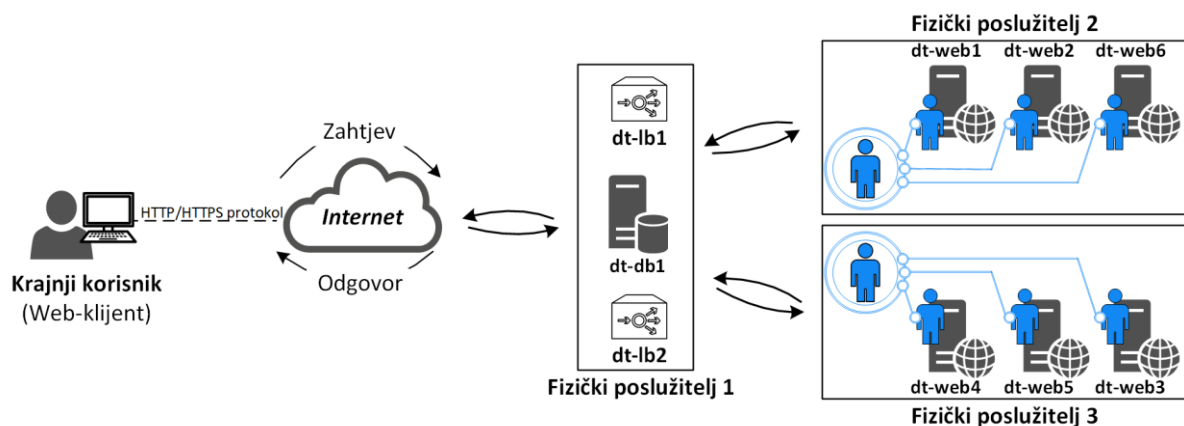 Krajnji korisnik
(Web-klijent)
HTTP/HTTPS protokol
Zahtjev
Internet
Odgovor
dt-lb1
dt-db1
dt-lb2
Fizički poslužitelj 1
Fizički poslužitelj 2
dt-web1 dt-web2 dt-web6
dt-web4 dt-web5 dt-web3
Fizički poslužitelj 3